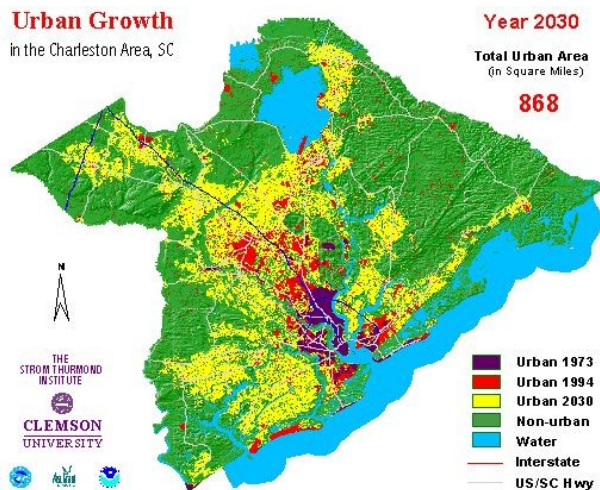 Urban Growth
in the Charleston Area, SC
Year 2030
Total Urban Area
(in Square Miles)
868
N
THE
STROM THURMOND
INSTITUTE
CLEMSON
UNIVERSITY
Urban 1973
Urban 1994
Urban 2030
Non-urban
Water
Interstate
US/SC Hwy